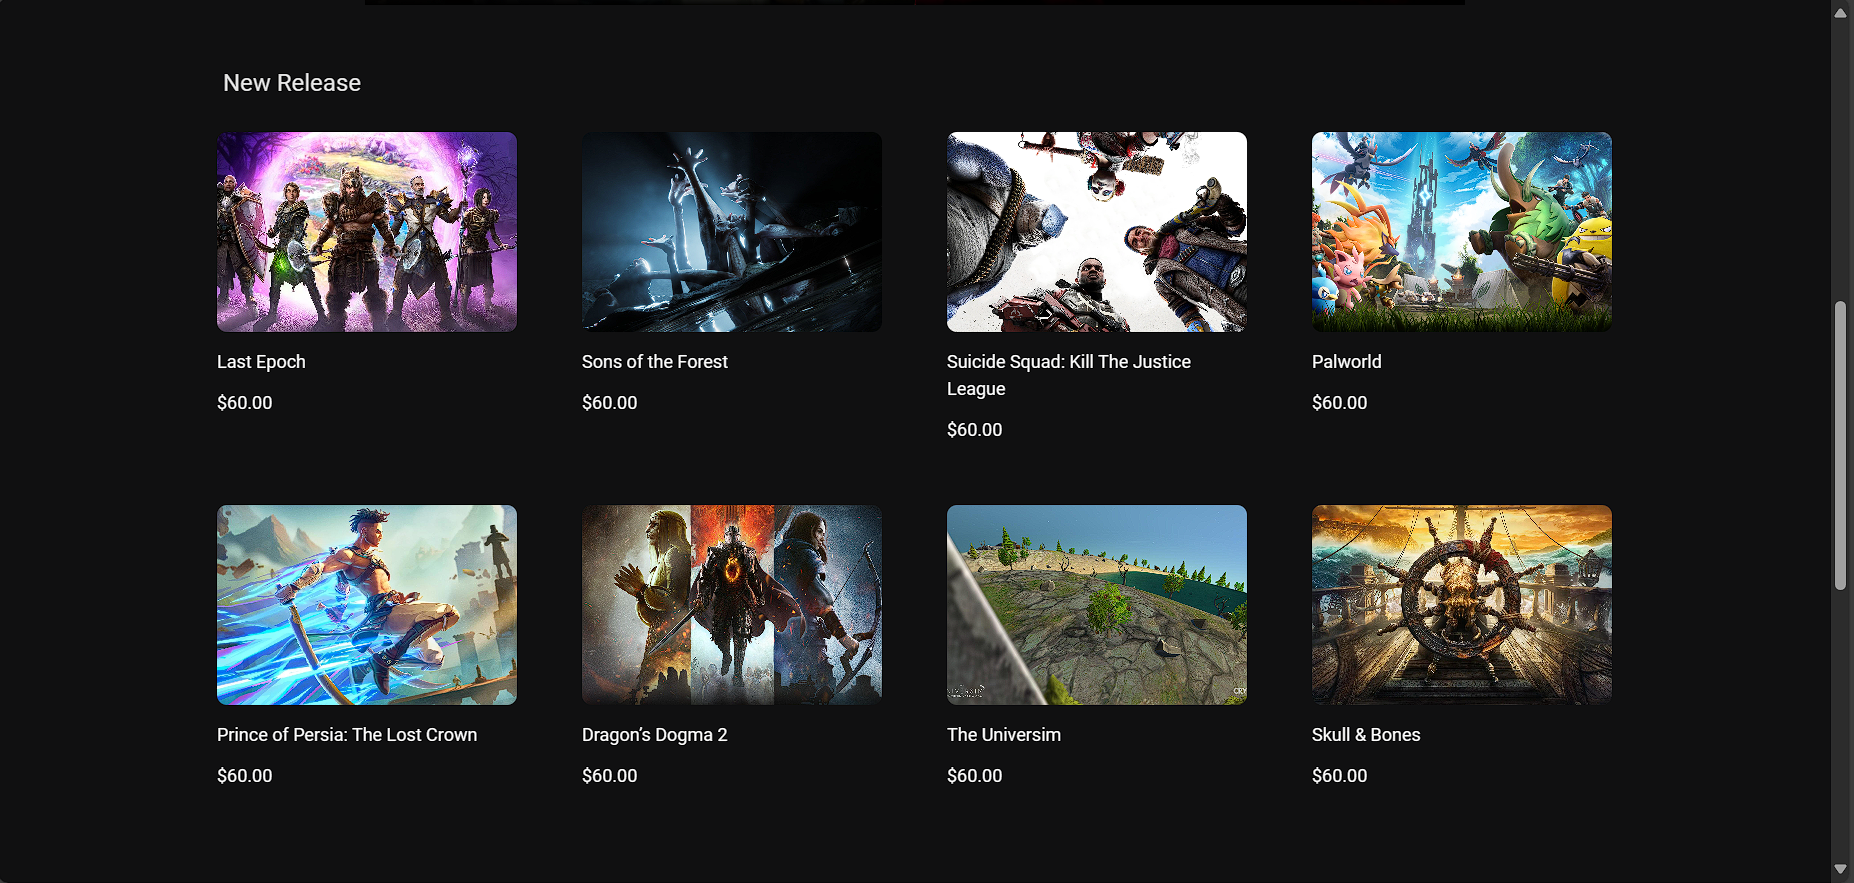 New Release
Last Epoch
$60.00
Sons of the Forest
$60.00
Suicide Squad: Kill The Justice
League
$60.00
Palworld
$60.00
Prince of Persia: The Lost Crown
$60.00
Dragon’s Dogma 2
$60.00
CRY
The Universim
$60.00
Skull & Bones
$60.00